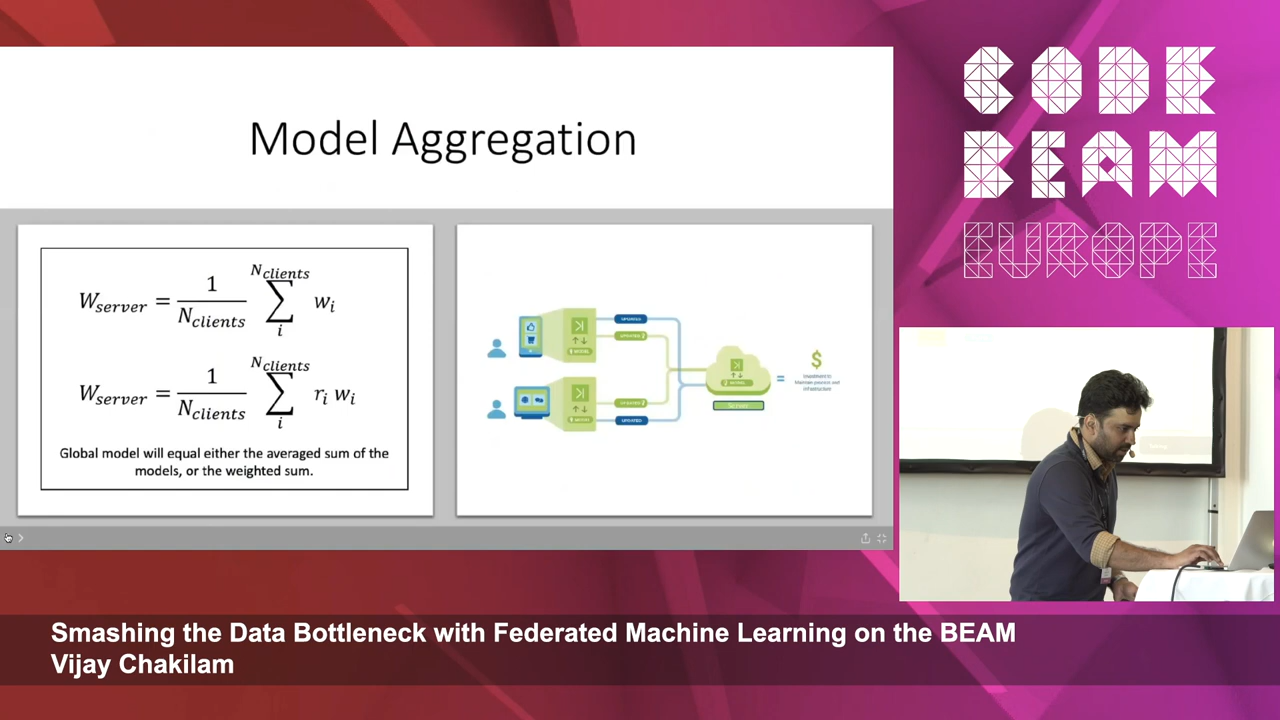 Model Aggregation
W_server = 1/N_clients ∑_i^{N_clients} w_i
W_server = 1/N_clients ∑_i^{N_clients} r_i w_i
Global model will equal either the averaged sum of the
models, or the weighted sum.
$
CODE
BEAM
EUROPE
Smashing the Data Bottleneck with Federated Machine Learning on the BEAM
Vijay Chakilam